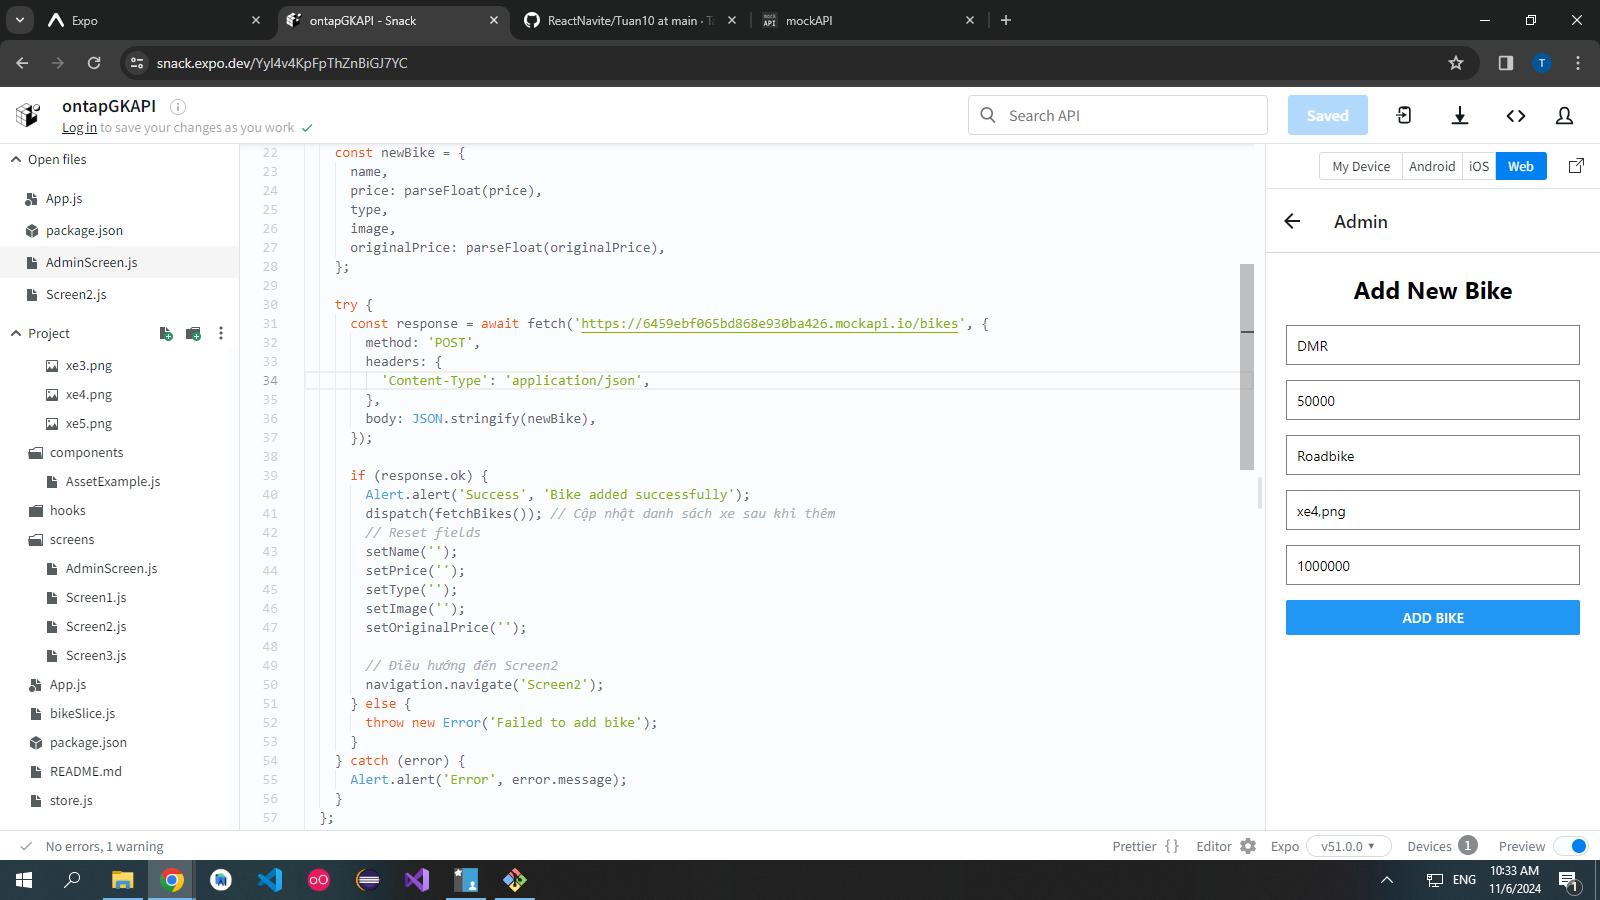 Expo
ontapGKAPI - Snack
ReactNavite/Tuan10 at main ·
mockAPI
snack.expo.dev/YyI4v4KpFpThZnBiGJ7YC
T
ontapGKAPI
Log in to save your changes as you work
Search API
Saved
Open files
App.js
package.json
AdminScreen.js
Screen2.js
Project
xe3.png
xe4.png
xe5.png
components
AssetExample.js
hooks
screens
AdminScreen.js
Screen1.js
Screen2.js
Screen3.js
App.js
bikeSlice.js
package.json
README.md
store.js
22 const newBike = {
23 name,
24 price: parseFloat(price),
25 type,
26 image,
27 originalPrice: parseFloat(originalPrice),
28 };
29
30 try {
31 const response = await fetch('https://6459ebf065bd868e930ba426.mockapi.io/bikes', {
32 method: 'POST',
33 headers: {
34 'Content-Type': 'application/json',
35 },
36 body: JSON.stringify(newBike),
37 });
38
39 if (response.ok) {
40 Alert.alert('Success', 'Bike added successfully');
41 dispatch(fetchBikes()); // Cập nhật danh sách xe sau khi thêm
42 // Reset fields
43 setName('');
44 setPrice('');
45 setType('');
46 setImage('');
47 setOriginalPrice('');
48
49 // Điều hướng đến Screen2
50 navigation.navigate('Screen2');
51 } else {
52 throw new Error('Failed to add bike');
53 }
54 } catch (error) {
55 Alert.alert('Error', error.message);
56 }
57 };
My Device Android iOS Web
Admin
Add New Bike
DMR
50000
Roadbike
xe4,png
1000000
ADD BIKE
No errors, 1 warning
Prettier { } Editor Expo v51.0.0 Devices 1 Preview
ENG
10:33 AM
11/6/2024
1